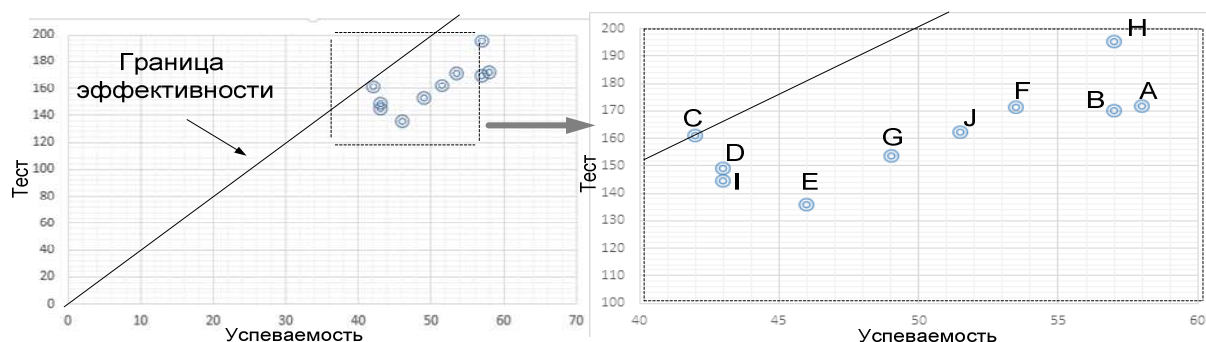 200
180
160
140
120
100
80
60
40
20
0
Тест
Граница
эффективности
0 10 20 30 40 50 60 70
Успеваемость
200
190
180
170
160
150
140
130
120
110
100
Тест
H
A
B
F
C
J
D
G
I
E
40 45 50 55 60
Успеваемость